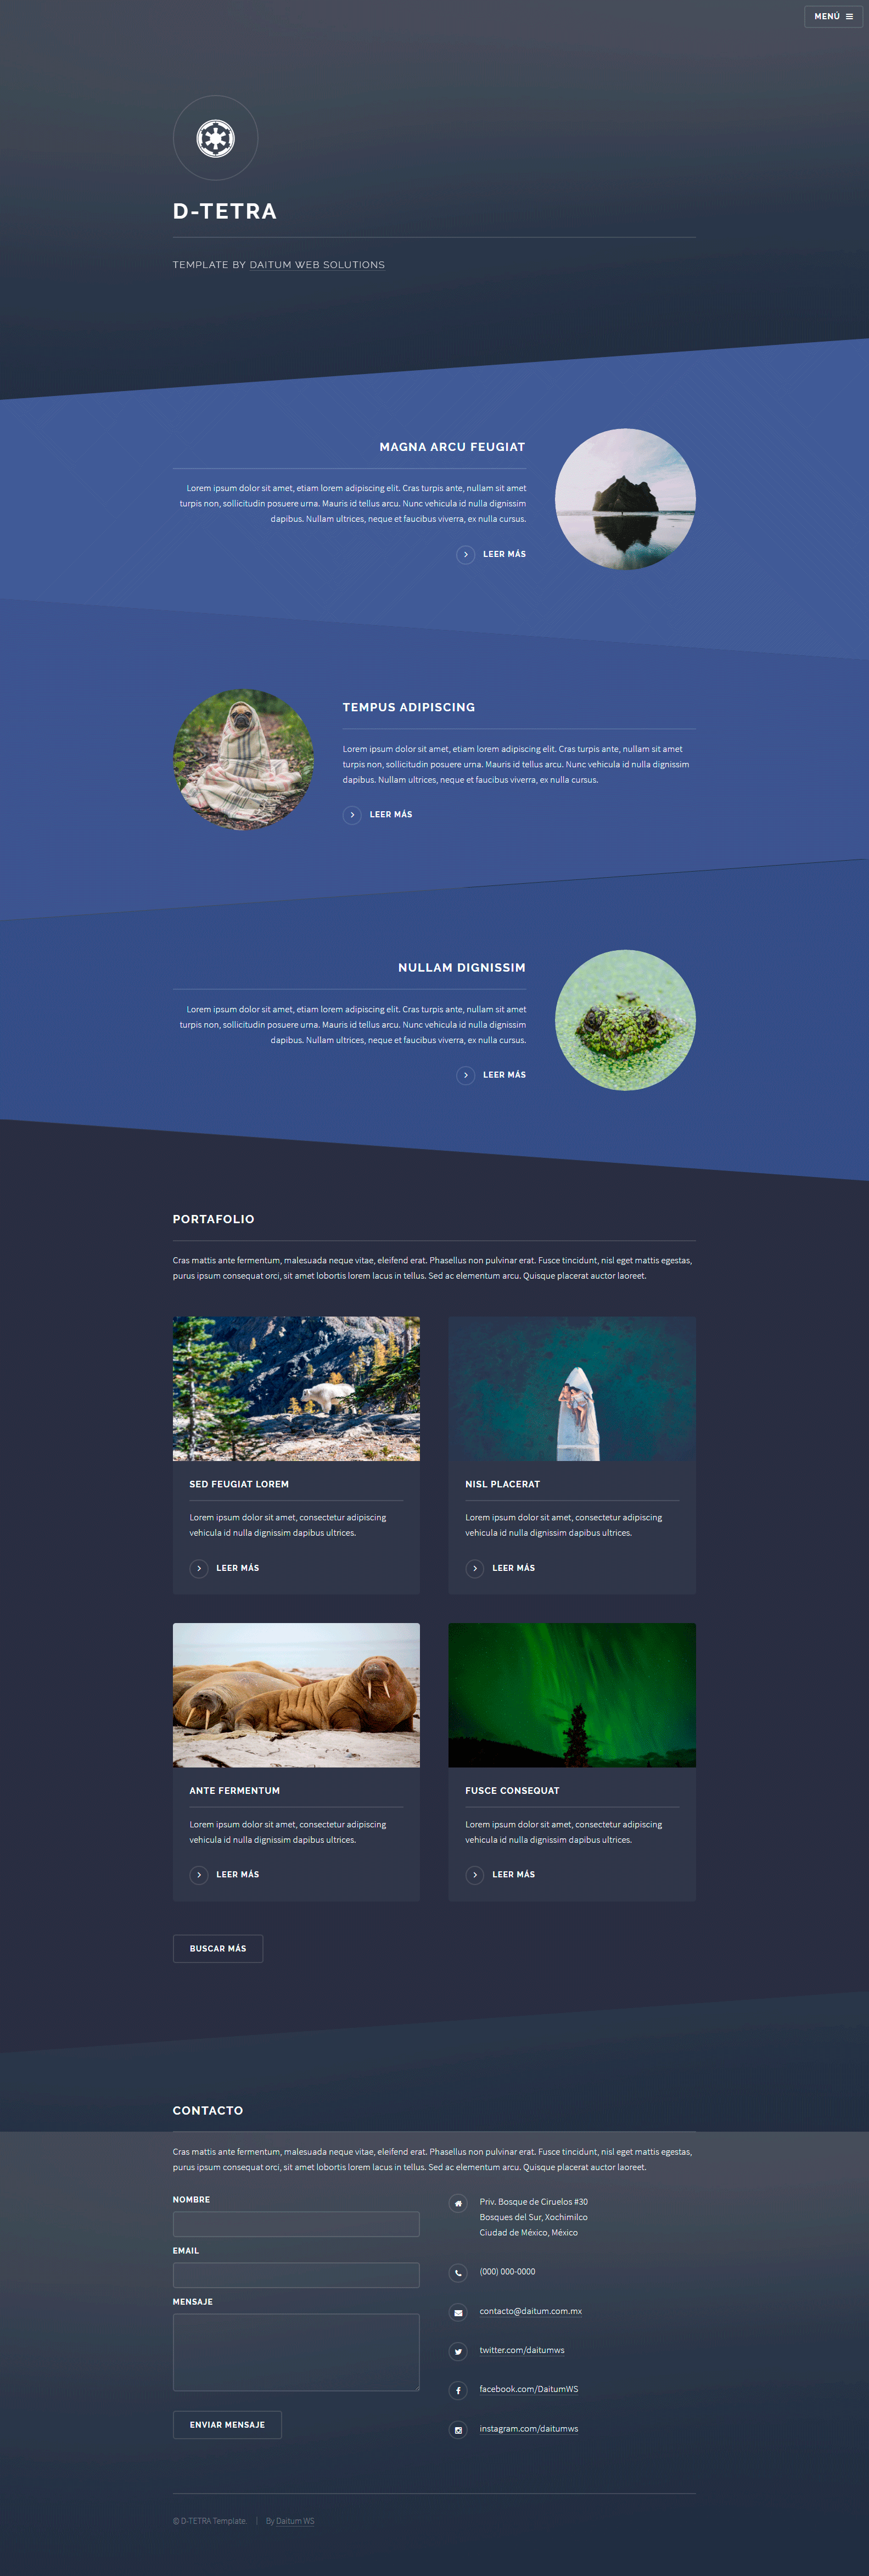 MENÚ
D-TETRA
TEMPLATE BY DAITUM WEB SOLUTIONS
MAGNA ARCU FEUGIAT
Lorem ipsum dolor sit amet, etiam lorem adipiscing elit. Cras turpis ante, nullam sit amet
turpis non, sollicitudin posuere urna. Mauris id tellus arcu. Nunc vehicula id nulla dignissim
dapibus. Nullam ultrices, neque et faucibus viverra, ex nulla cursus.
LEER MÁS
TEMPUS ADIPISCING
Lorem ipsum dolor sit amet, etiam lorem adipiscing elit. Cras turpis ante, nullam sit amet
turpis non, sollicitudin posuere urna. Mauris id tellus arcu. Nunc vehicula id nulla dignissim
dapibus. Nullam ultrices, neque et faucibus viverra, ex nulla cursus.
LEER MÁS
NULLAM DIGNISSIM
Lorem ipsum dolor sit amet, etiam lorem adipiscing elit. Cras turpis ante, nullam sit amet
turpis non, sollicitudin posuere urna. Mauris id tellus arcu. Nunc vehicula id nulla dignissim
dapibus. Nullam ultrices, neque et faucibus viverra, ex nulla cursus.
LEER MÁS
PORTAFOLIO
Cras mattis ante fermentum, malesuada neque vitae, eleifend erat. Phasellus non pulvinar erat. Fusce tincidunt, nisl eget mattis egestas,
purus ipsum consequat orci, sit amet lobortis lorem lacus in tellus. Sed ac elementum arcu. Quisque placerat auctor laoreet.
SED FEUGIAT LOREM
Lorem ipsum dolor sit amet, consectetur adipiscing
vehicula id nulla dignissim dapibus ultrices.
LEER MÁS
NISL PLACERAT
Lorem ipsum dolor sit amet, consectetur adipiscing
vehicula id nulla dignissim dapibus ultrices.
LEER MÁS
ANTE FERMENTUM
Lorem ipsum dolor sit amet, consectetur adipiscing
vehicula id nulla dignissim dapibus ultrices.
LEER MÁS
FUSCE CONSEQUAT
Lorem ipsum dolor sit amet, consectetur adipiscing
vehicula id nulla dignissim dapibus ultrices.
LEER MÁS
BUSCAR MÁS
CONTACTO
Cras mattis ante fermentum, malesuada neque vitae, eleifend erat. Phasellus non pulvinar erat. Fusce tincidunt, nisl eget mattis egestas,
purus ipsum consequat orci, sit amet lobortis lorem lacus in tellus. Sed ac elementum arcu. Quisque placerat auctor laoreet.
NOMBRE
EMAIL
MENSAJE
ENVIAR MENSAJE
Priv. Bosque de Ciruelos #30
Bosques del Sur, Xochimilco
Ciudad de México, México
(000) 000-0000
contacto@daitum.com.mx
twitter.com/daitumws
facebook.com/DaitumWS
instagram.com/daitumws
© D-TETRA Template. | By Daitum WS